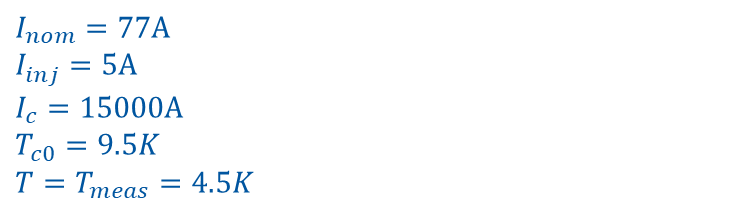 I_nom = 77A
I_inj = 5A
I_c = 15000A
T_c0 = 9.5K
T = T_meas = 4.5K